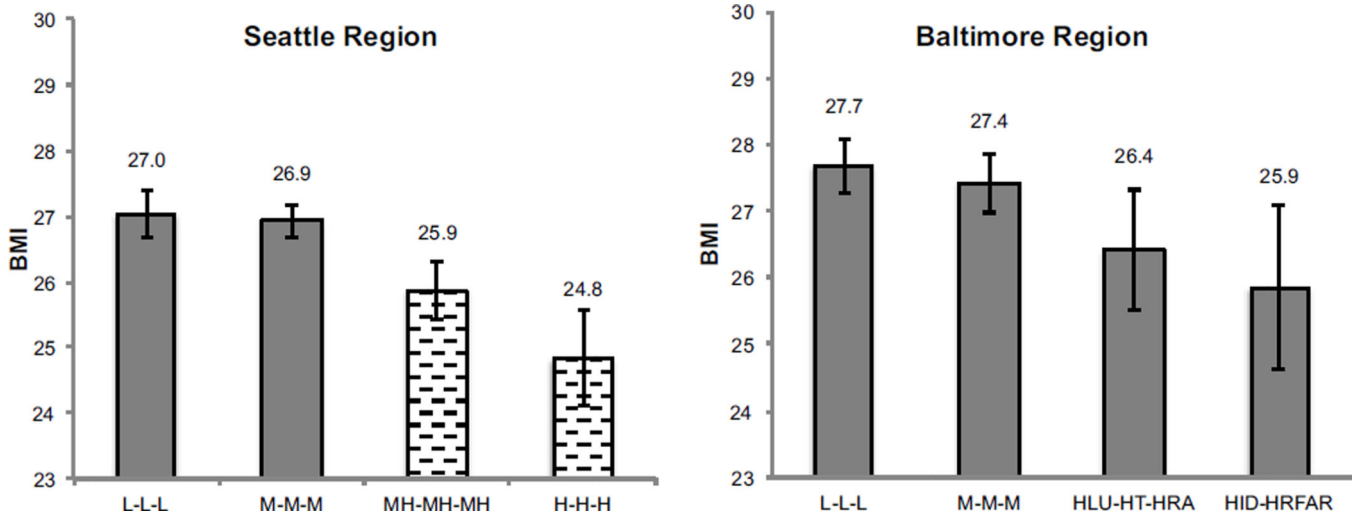 Seattle Region
BMI
30
29
28
27
26
25
24
23
27.0
26.9
25.9
24.8
L-L-L
M-M-M
MH-MH-MH
H-H-H
Baltimore Region
BMI
30
29
28
27
26
25
24
23
27.7
27.4
26.4
25.9
L-L-L
M-M-M
HLU-HT-HRA
HID-HRFAR